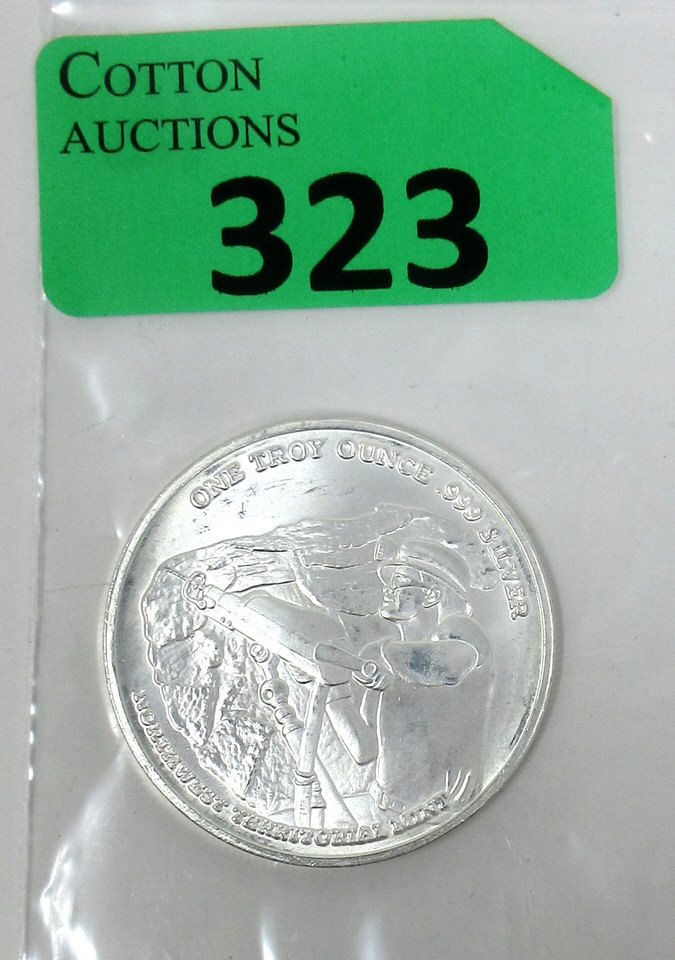 COTTON
AUCTIONS
323
ONE TROY OUNCE .999 SILVER
NORTHWEST TERRITORIAL MINT